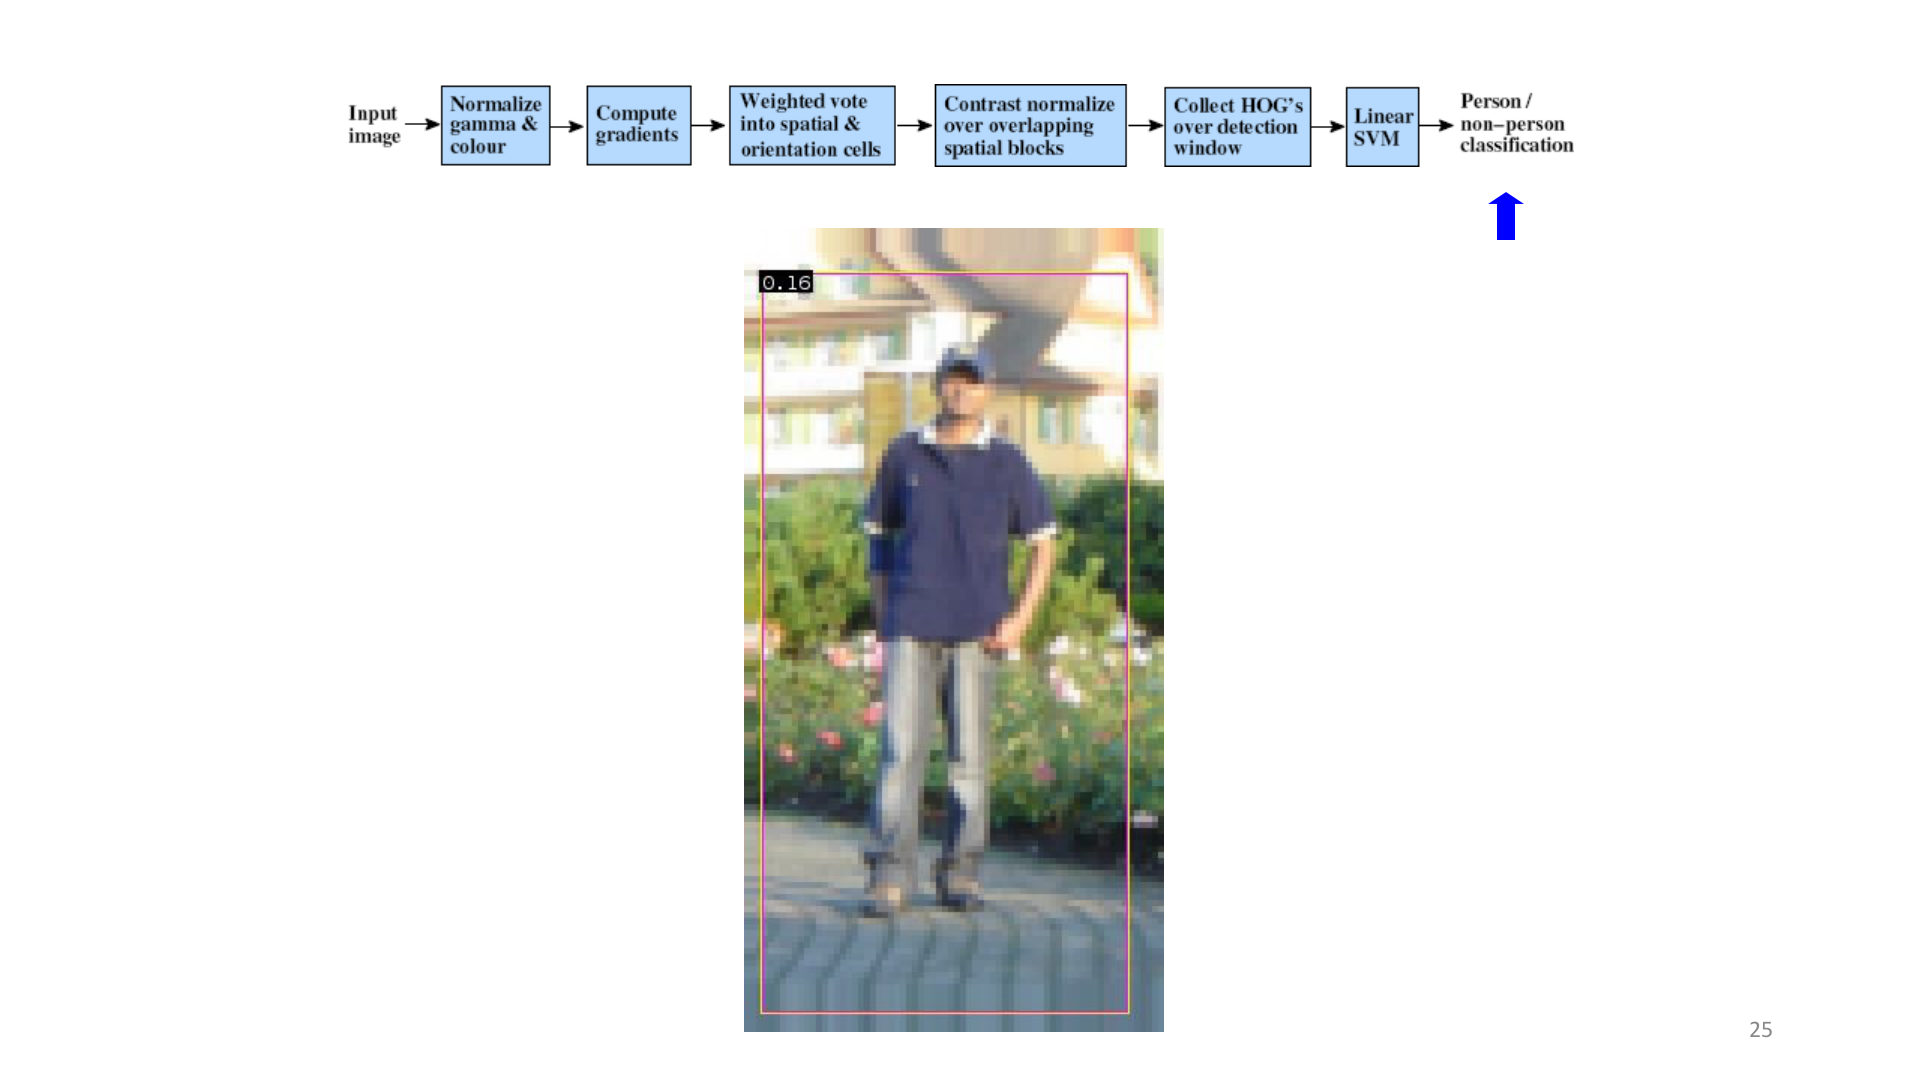 Input
image
Normalize
gamma &
colour
Compute
gradients
Weighted vote
into spatial &
orientation cells
Contrast normalize
over overlapping
spatial blocks
Collect HOG's
over detection
window
Linear
SVM
Person /
non–person
classification
0.16
25